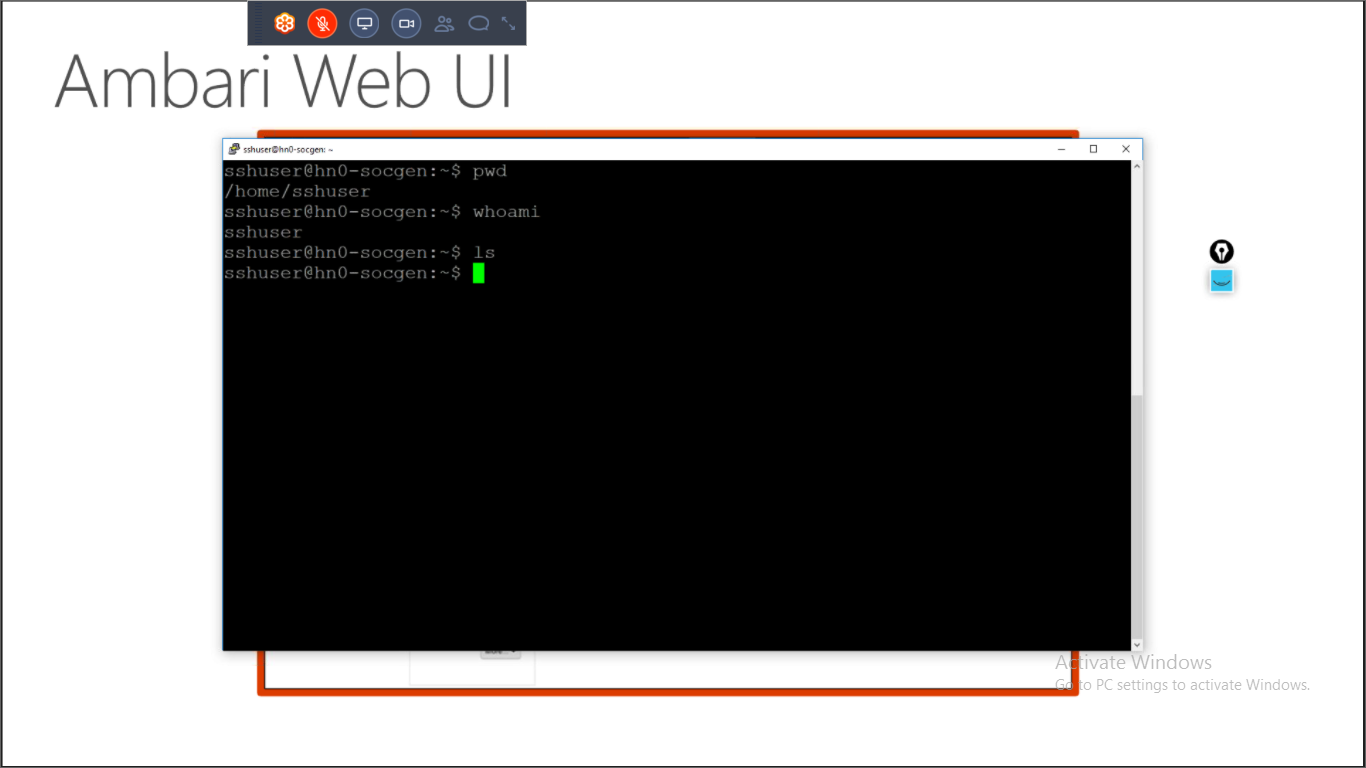 Ambari Web UI
sshuser@hn0-socgen: ~
sshuser@hn0-socgen:~$ pwd
/home/sshuser
sshuser@hn0-socgen:~$ whoami
sshuser
sshuser@hn0-socgen:~$ ls
sshuser@hn0-socgen:~$
Activate Windows
Go to PC settings to activate Windows.